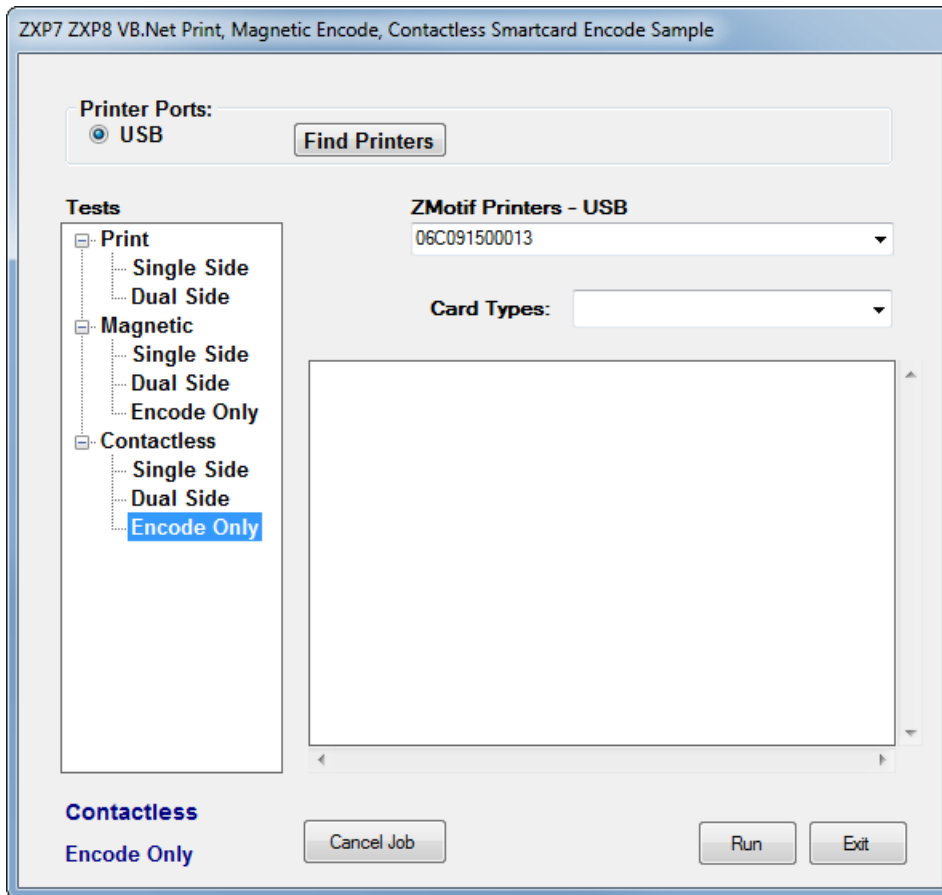 ZXP7 ZXP8 VB.Net Print, Magnetic Encode, Contactless Smartcard Encode Sample
Printer Ports:
USB
Find Printers
Tests
Print
Single Side
Dual Side
Magnetic
Single Side
Dual Side
Encode Only
Contactless
Single Side
Dual Side
Encode Only
ZMotif Printers - USB
06C091500013
Card Types:
Contactless
Encode Only
Cancel Job
Run
Exit